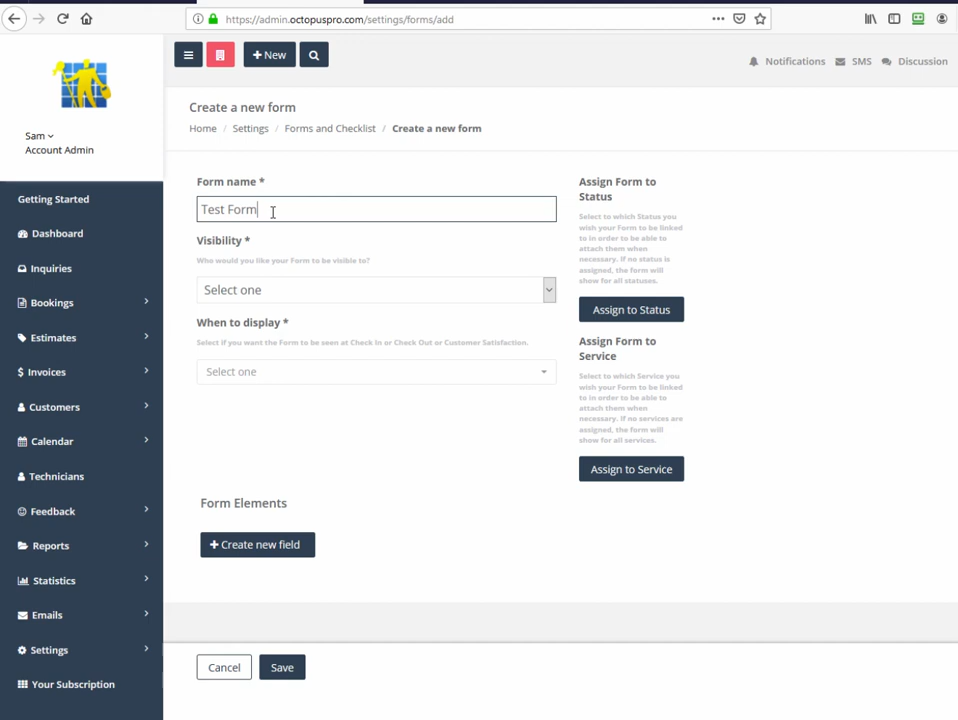 https://admin.octopuspro.com/settings/forms/add
+ New
Notifications
SMS
Discussion
Sam
Account Admin
Getting Started
Dashboard
Inquiries
Bookings
Estimates
Invoices
Customers
Calendar
Technicians
Feedback
Reports
Statistics
Emails
Settings
Your Subscription
Create a new form
Home / Settings / Forms and Checklist / Create a new form
Form name *
Test Form
Visibility *
Who would you like your Form to be visible to?
Select one
When to display *
Select if you want the Form to be seen at Check In or Check Out or Customer Satisfaction.
Select one
Assign Form to
Status
Select to which Status you
wish your Form to be linked
to in order to be able to
attach them when
necessary. If no status is
assigned, the form will
show for all statuses.
Assign to Status
Assign Form to
Service
Select to which Service you
wish your Form to be linked
to in order to be able to
attach them when
necessary. If no services are
assigned, the form will
show for all services.
Assign to Service
Form Elements
+ Create new field
Cancel
Save